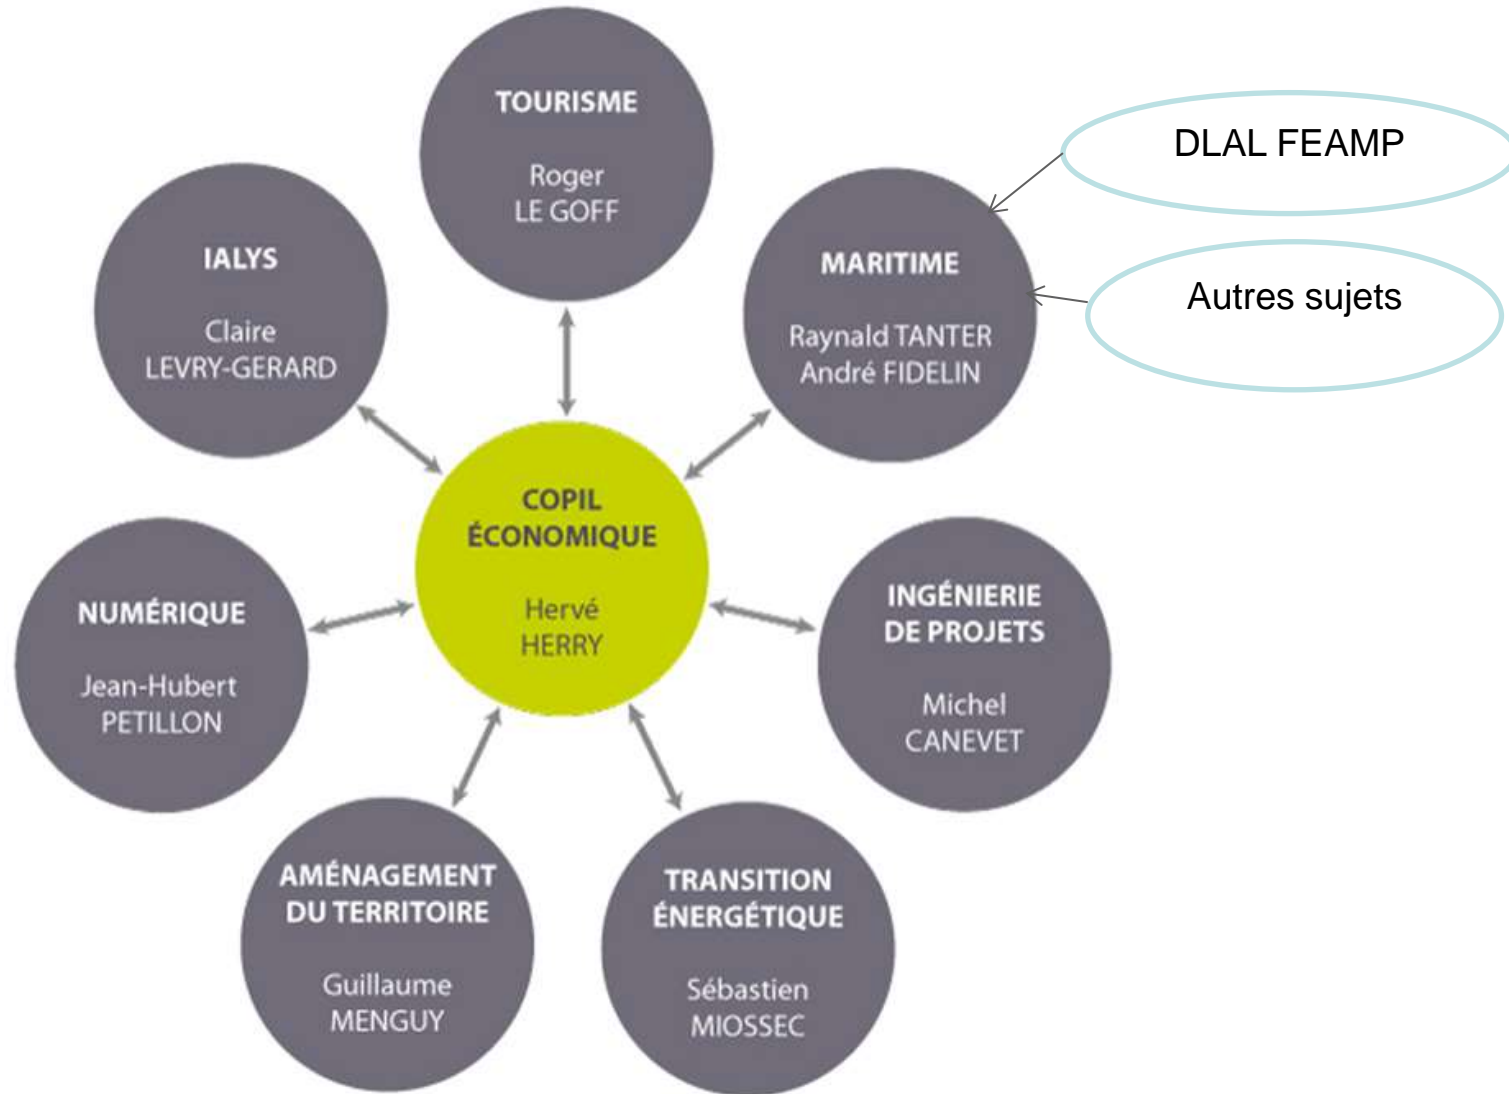 TOURISME
Roger
LE GOFF
DLAL FEAMP
IALYS
Claire
LEVRY-GERARD
MARITIME
Raynald TANTER
André FIDELIN
Autres sujets
COPIL
ÉCONOMIQUE
Hervé
HERRY
NUMÉRIQUE
Jean-Hubert
PETILLON
INGÉNIERIE
DE PROJETS
Michel
CANEVET
AMÉNAGEMENT
DU TERRITOIRE
Guillaume
MENGUY
TRANSITION
ÉNERGÉTIQUE
Sébastien
MIOSSEC